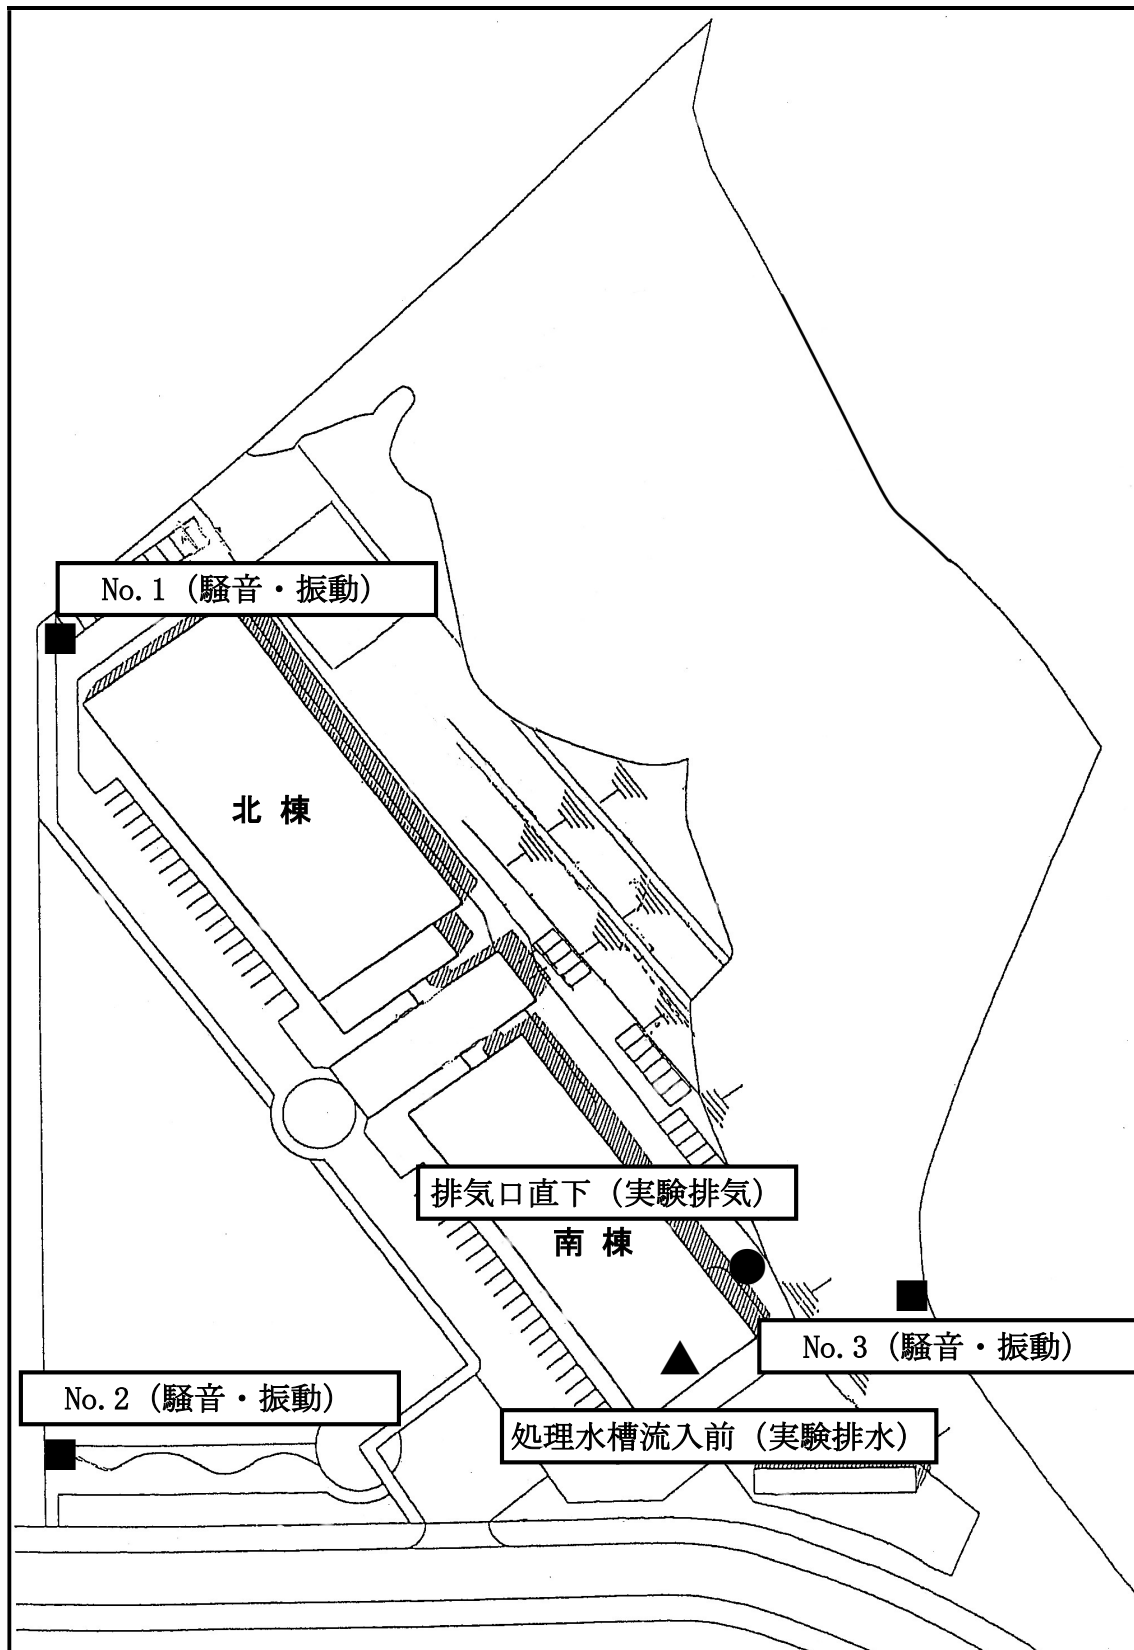 No.1（騒音・振動）
北 棟
排気口直下（実験排気）
南 棟
No.3（騒音・振動）
No.2（騒音・振動）
処理水槽流入前（実験排水）